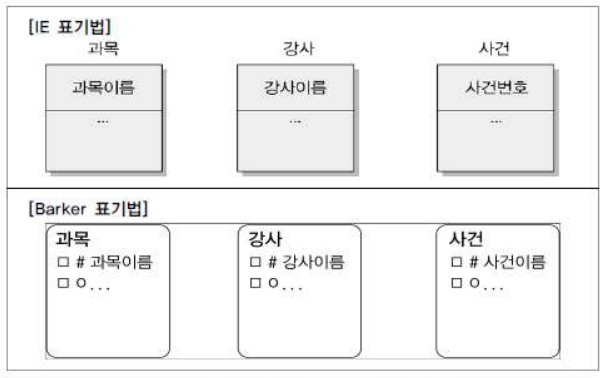 [IE 표기법]
과목 강사 사건
과목이름 강사이름 사건번호
... ... ...
[Barker 표기법]
과목 강사 사건
□ # 과목이름 □ # 강사이름 □ # 사건이름
□ o... □ o... □ o...